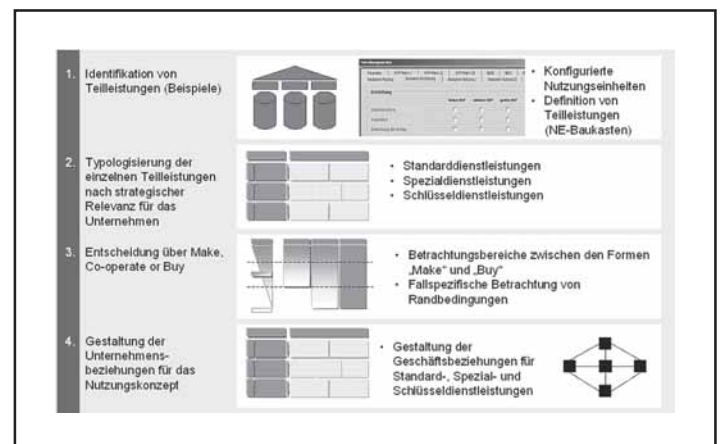 1. Identifikation von
Teilleistungen (Beispiele)
• Konfigurierte
Nutzungseinheiten
• Definition von
Teilleistungen
(NE-Baukasten)
2. Typologisierung der
einzelnen Teilleistungen
nach strategischer
Relevanz für das
Unternehmen
• Standarddienstleistungen
• Spezialdienstleistungen
• Schlüsseldienstleistungen
3. Entscheidung über Make,
Co-operate or Buy
• Betrachtungsbereiche zwischen den Formen
„Make“ und „Buy“
• Fallspezifische Betrachtung von
Randbedingungen
4. Gestaltung der
Unternehmens-
beziehungen für das
Nutzungskonzept
• Gestaltung der
Geschäftsbeziehungen für
Standard-, Spezial- und
Schlüsseldienstleistungen